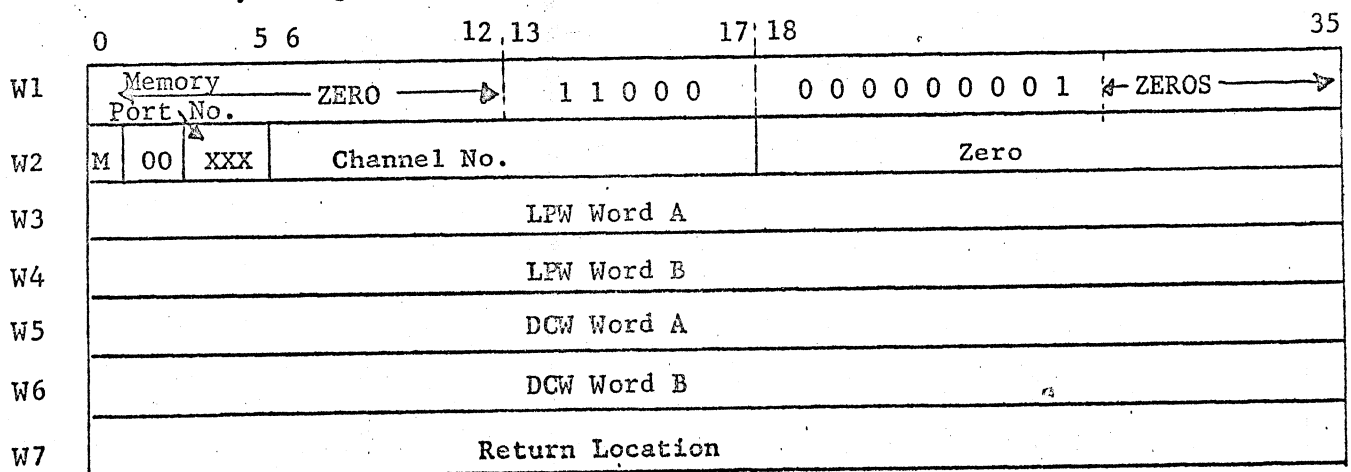 0 5 6 12 13 17 18 35
W1 Memory Port No. ZERO 1 1 0 0 0 0 0 0 0 0 0 0 0 1 ZEROS
W2 M 00 XXX Channel No. Zero
W3 LPW Word A
W4 LPW Word B
W5 DCW Word A
W6 DCW Word B
W7 Return Location